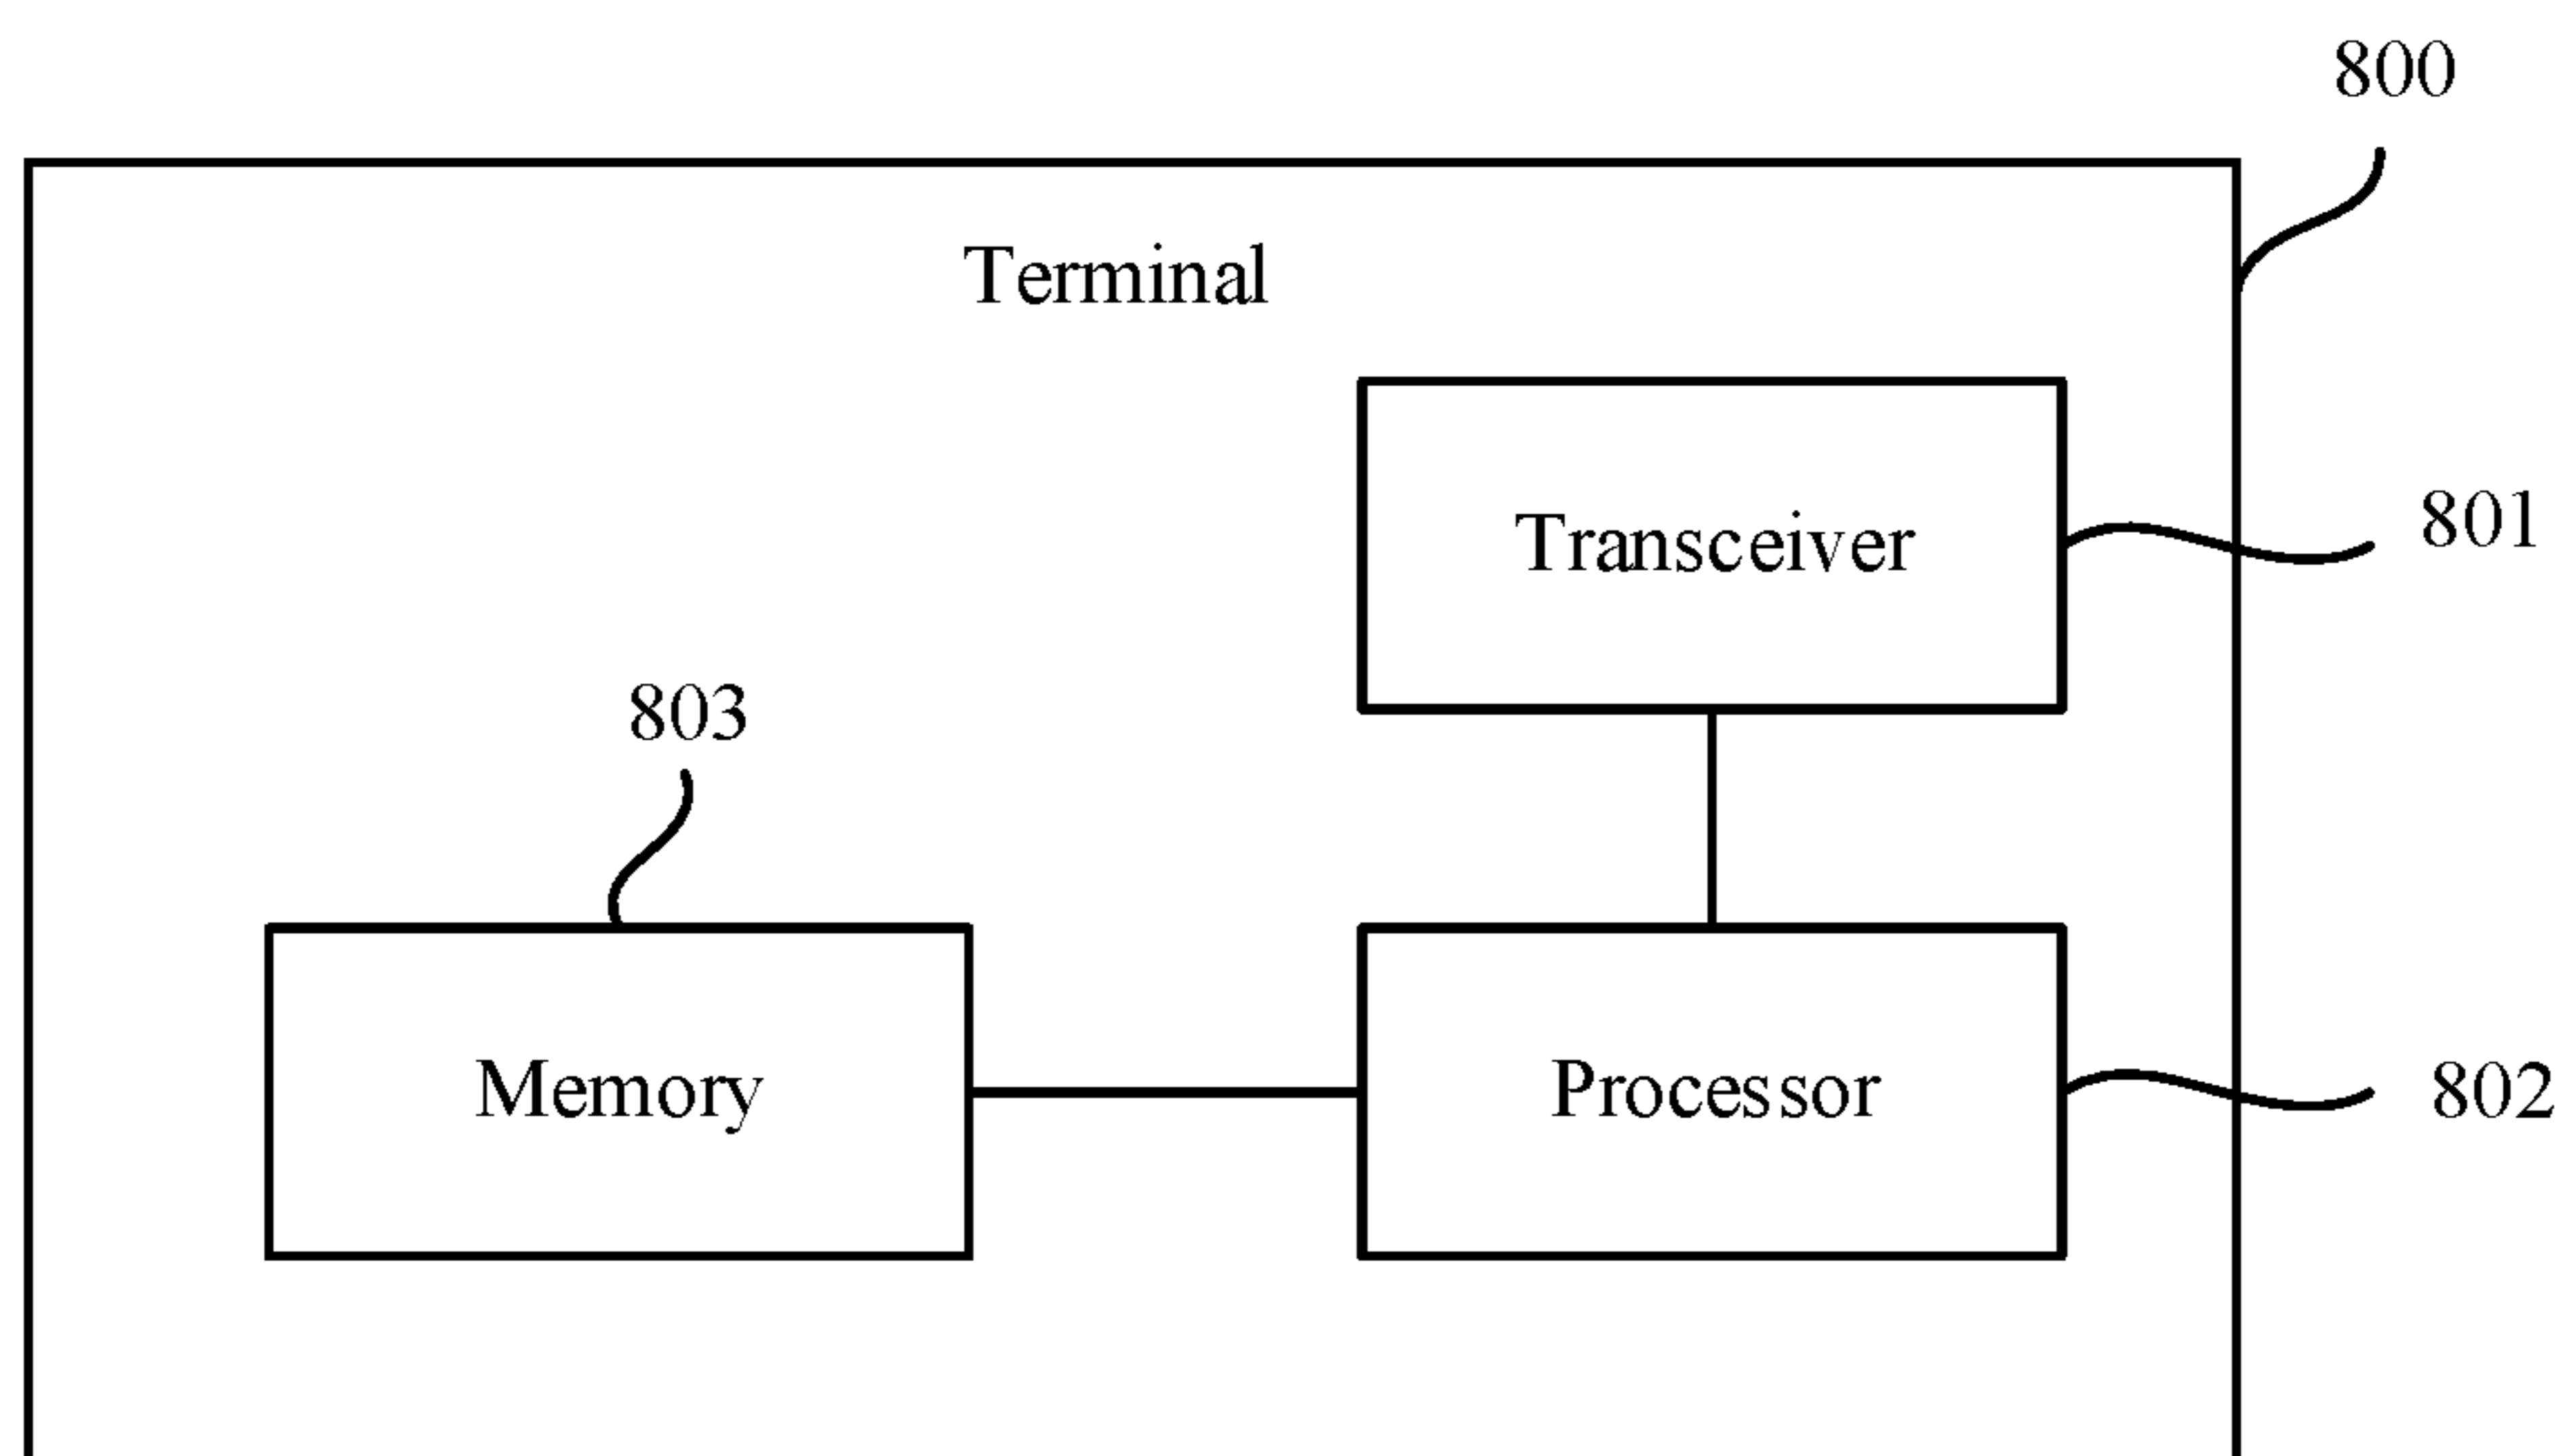 800
Terminal
Transceiver
801
803
Memory
Processor
802